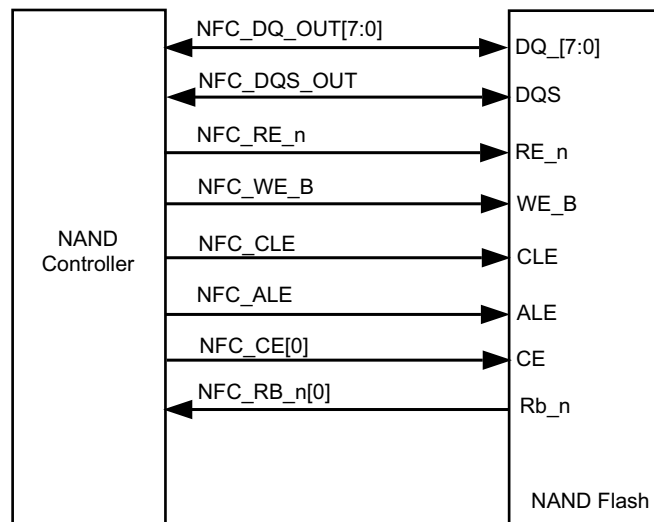 NFC_DQ_OUT[7:0]
DQ_[7:0]
NFC_DQS_OUT
DQS
NFC_RE_n
RE_n
NFC_WE_B
WE_B
NAND
Controller
NFC_CLE
CLE
NFC_ALE
ALE
NFC_CE[0]
CE
NFC_RB_n[0]
Rb_n
NAND Flash